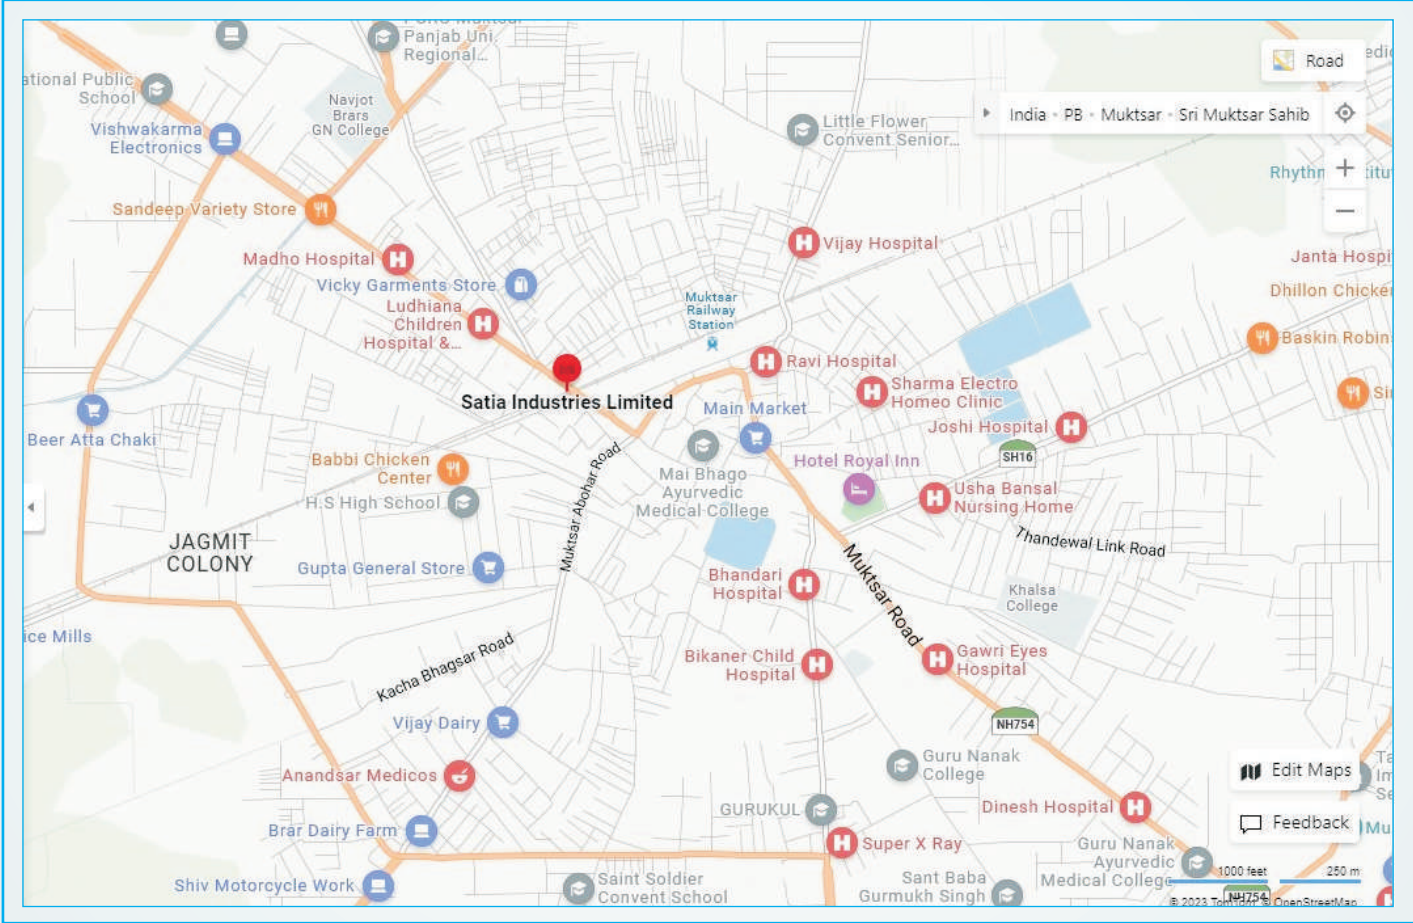 Panjab Uni.
Regional...
Road
ational Public
School
Navjot
Brars
GN College
India · PB · Muktsar · Sri Muktsar Sahib
Vishwakarma
Electronics
Little Flower
Convent Senior...
Sandeep Variety Store
Vijay Hospital
Madho Hospital
Vicky Garments Store
Janta Hospi
Dhillon Chicken
Ludhiana
Children
Hospital &...
Muktsar
Railway
Station
Baskin Robin
Ravi Hospital
Sharma Electro
Homeo Clinic
Satia Industries Limited
Main Market
Joshi Hospital
Beer Atta Chaki
SH16
Babbi Chicken
Center
Hotel Royal Inn
Mai Bhago
Ayurvedic
Medical College
H.S High School
Usha Bansal
Nursing Home
Muktsar Abohar Road
JAGMIT
COLONY
Thandewal Link Road
Gupta General Store
Bhandari
Hospital
Muktsar Road
Khalsa
College
ice Mills
Kacha Bhagsar Road
Bikaner Child
Hospital
Gawri Eyes
Hospital
Vijay Dairy
NH754
Guru Nanak
College
Anandsar Medicos
Edit Maps
GURUKUL
Dinesh Hospital
Brar Dairy Farm
Feedback
Mu
Super X Ray
Guru Nanak
Ayurvedic
Medical College
Shiv Motorcycle Work
Saint Soldier
Convent School
Sant Baba
Gurmukh Singh
1000 feet
250 m
NH754
© 2023 TomTom, © OpenStreetMap